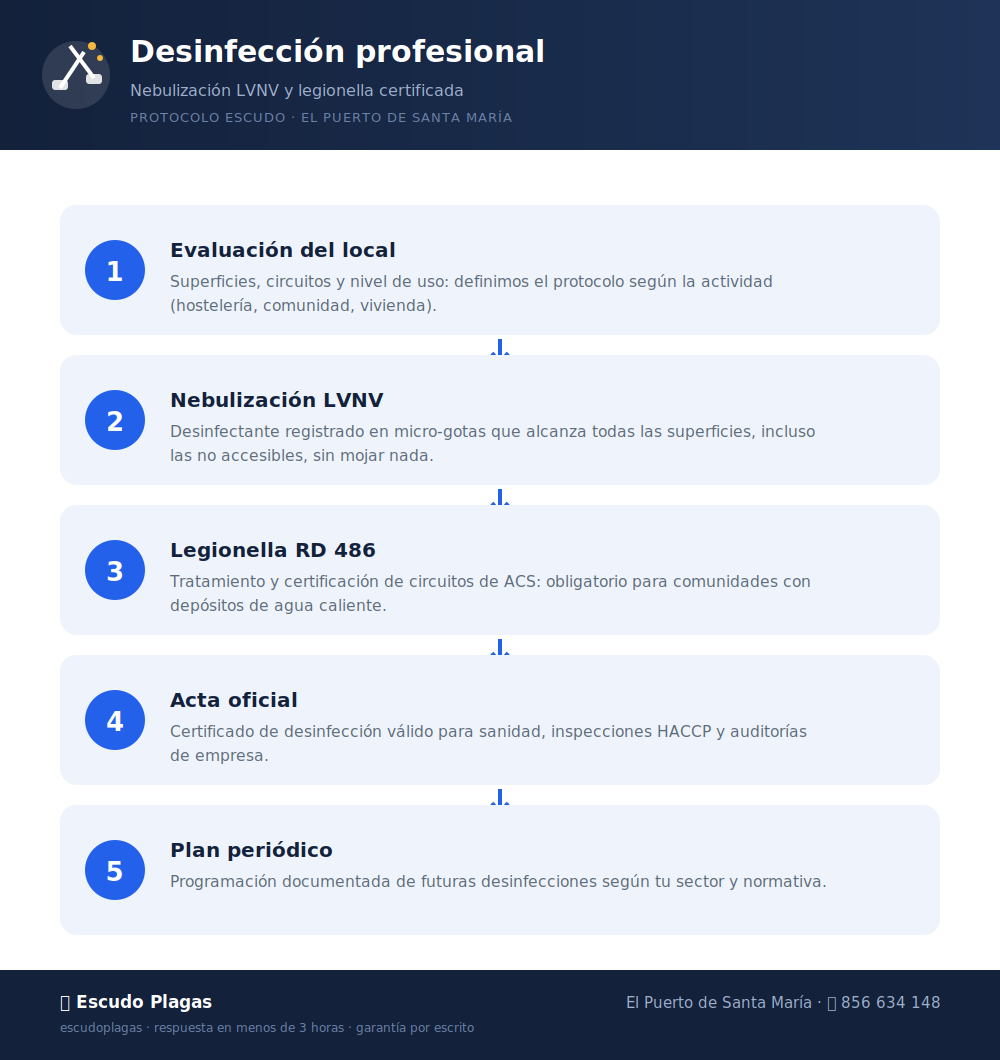 Desinfección profesional
Nebulización LVNV y legionella certificada
PROTOCOLO ESCUDO · EL PUERTO DE SANTA MARÍA
1
Evaluación del local
Superficies, circuitos y nivel de uso: definimos el protocolo según la actividad
(hostelería, comunidad, vivienda).
2
Nebulización LVNV
Desinfectante registrado en micro-gotas que alcanza todas las superficies, incluso
las no accesibles, sin mojar nada.
3
Legionella RD 486
Tratamiento y certificación de circuitos de ACS: obligatorio para comunidades con
depósitos de agua caliente.
4
Acta oficial
Certificado de desinfección válido para sanidad, inspecciones HACCP y auditorías
de empresa.
5
Plan periódico
Programación documentada de futuras desinfecciones según tu sector y normativa.
Escudo Plagas
El Puerto de Santa María · 856 634 148
escudoplagas · respuesta en menos de 3 horas · garantía por escrito